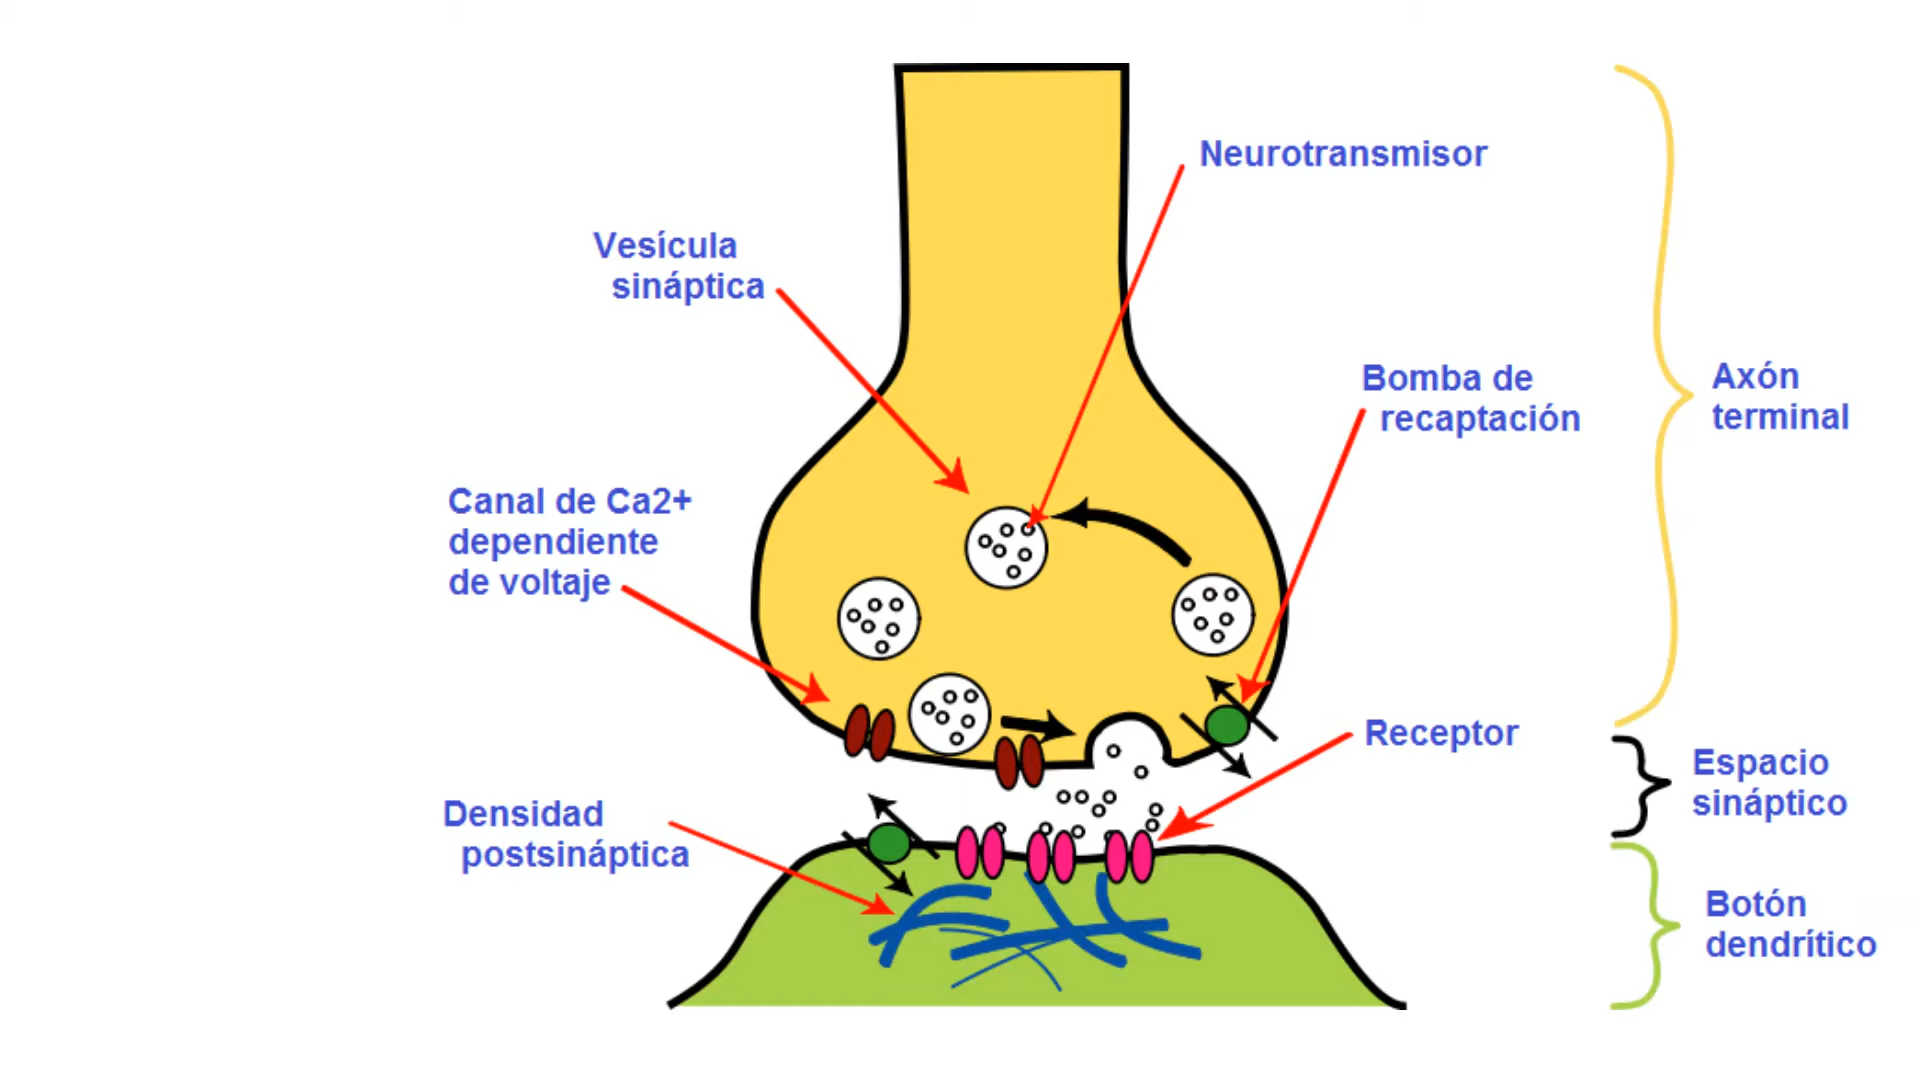 Neurotransmisor
Vesícula
sináptica
Bomba de
recaptación
Axón
terminal
Canal de Ca2+
dependiente
de voltaje
Receptor
Espacio
sináptico
Densidad
postsináptica
Botón
dendrítico